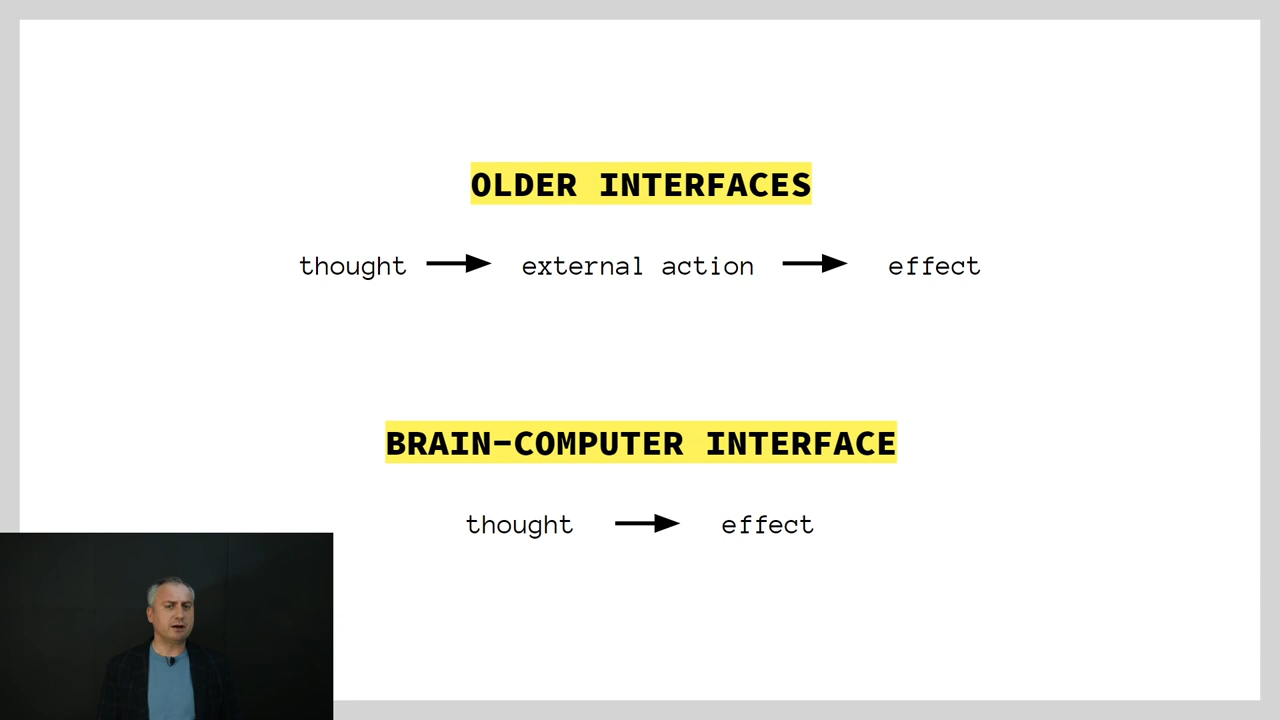 OLDER INTERFACES
thought external action effect
BRAIN-COMPUTER INTERFACE
thought effect